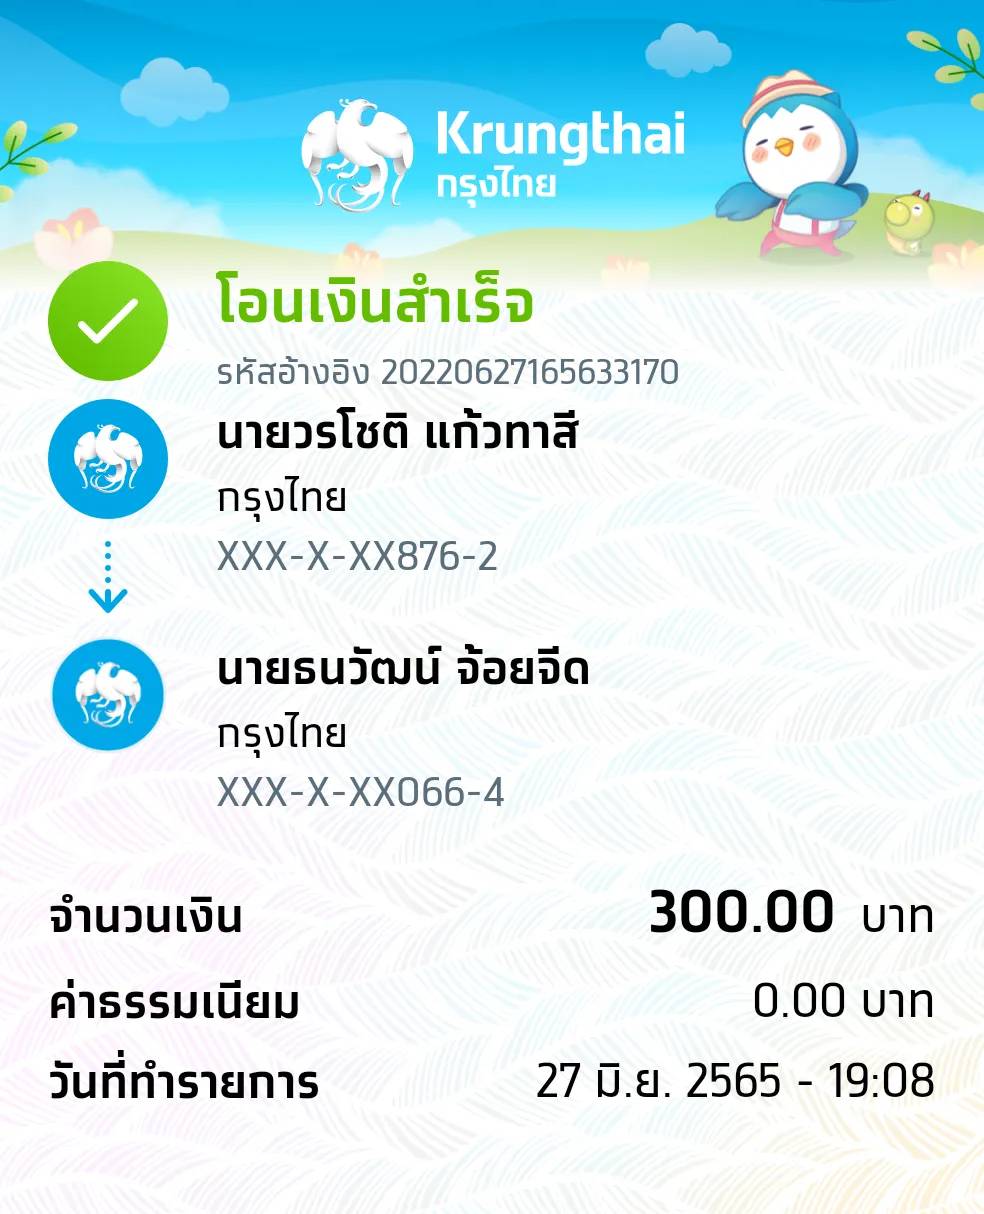 Krungthai
กรุงไทย
โอนเงินสำเร็จ
รหัสอ้างอิง 20220627165633170
นายวรโชติ แก้วทาสี
กรุงไทย
XXX-X-XX876-2
นายธนวัฒน์ จ้อยจีด
กรุงไทย
XXX-X-XX066-4
จำนวนเงิน 300.00 บาท
ค่าธรรมเนียม 0.00 บาท
วันที่ทำรายการ 27 มิ.ย. 2565 - 19:08